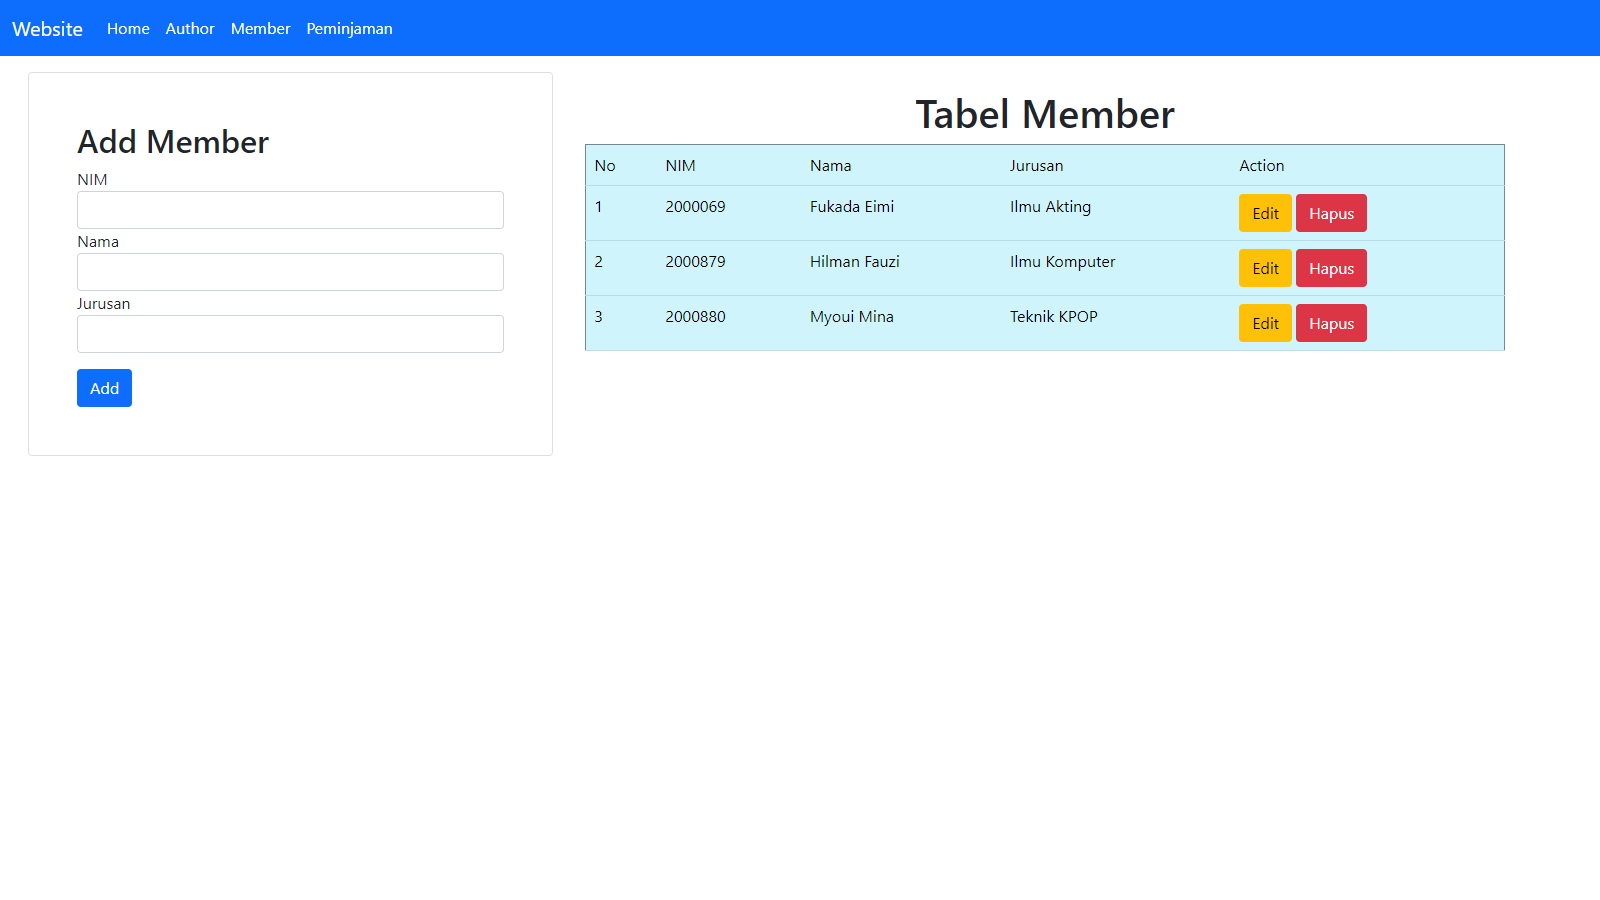 Website Home Author Member Peminjaman
Add Member
NIM
Nama
Jurusan
Add
Tabel Member
No NIM Nama Jurusan Action
1 2000069 Fukada Eimi Ilmu Akting Edit Hapus
2 2000879 Hilman Fauzi Ilmu Komputer Edit Hapus
3 2000880 Myoui Mina Teknik KPOP Edit Hapus